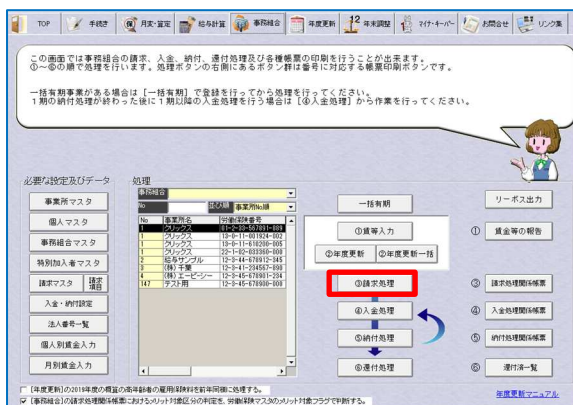 TOP
手続き
月変・算定
給与計算
事務組合
年度更新
12 年末調整
マイナンバー
お問合せ
リンク集
この画面では事務組合の請求、入金、納付、還付処理及び各種帳票の印刷を行うことが出来ます。
①~⑥の順で処理を行います。処理ボタンの右側にあるボタン群は番号に対応する帳票印刷ボタンです。
一括有期事業がある場合は [一括有期] で登録を行ってから処理を行ってください。
1期の納付処理が終わった後に1期以降の入金処理を行う場合は [④入金処理] から作業を行ってください。
必要な設定及びデータ
事業所マスタ
個人マスタ
事務組合マスタ
特別加入者マスタ
請求マスタ
請求項目
入金・納付設定
法人番号一覧
個人別賃金入力
月別賃金入力
処理
事務組合
No
並び順
事業所No順
No 事業所名 労働保険番号
1 クリックス 01-2-33-567891-089
1 クリックス 13-0-11-001924-002
1 クリックス 13-0-11-610200-005
1 クリックス 22-1-02-033360-000
2 給与サンプル 12-3-44-678912-345
3 (株) 千葉 12-3-41-234567-890
4 (株) エービーシー 12-3-45-678901-234
147 テスト用 12-3-45-678900-000
一括有期
①賃等入力
②年度更新
②年度更新一括
③請求処理
④入金処理
⑤納付処理
⑥還付処理
リーボス出力
① 賃金等の報告
③ 請求処理関係帳票
④ 入金処理関係帳票
⑤ 納付処理関係帳票
⑥ 還付済一覧
[年度更新]の2019年度の概算の高年齢者の雇用保険料を前年同様に処理する。
[事務組合]の請求処理関係帳票におけるメリット対象区分の判定を、労働保険マスタのメリット対象フラグで判断する。
年度更新マニュアル